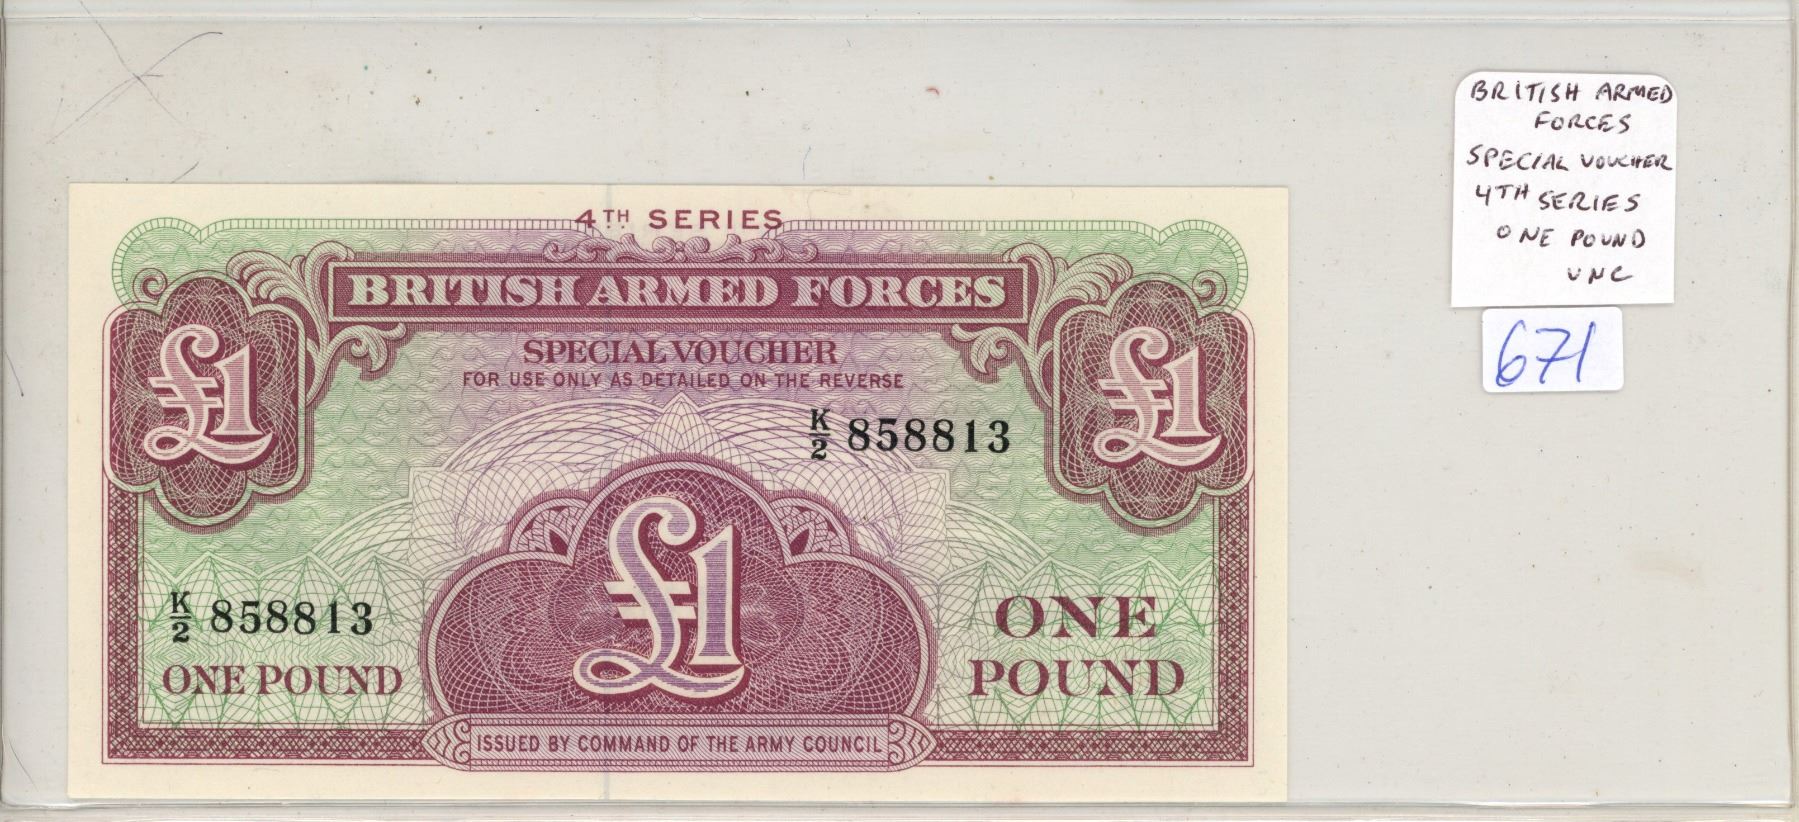 4TH SERIES
BRITISH ARMED FORCES
SPECIAL VOUCHER
FOR USE ONLY AS DETAILED ON THE REVERSE
£1
£1
K/2 858813
£1
K/2 858813
ONE POUND
ONE
POUND
ISSUED BY COMMAND OF THE ARMY COUNCIL
BRITISH ARMED
FORCES
SPECIAL VOUCHER
4TH SERIES
ONE POUND
UNC
671